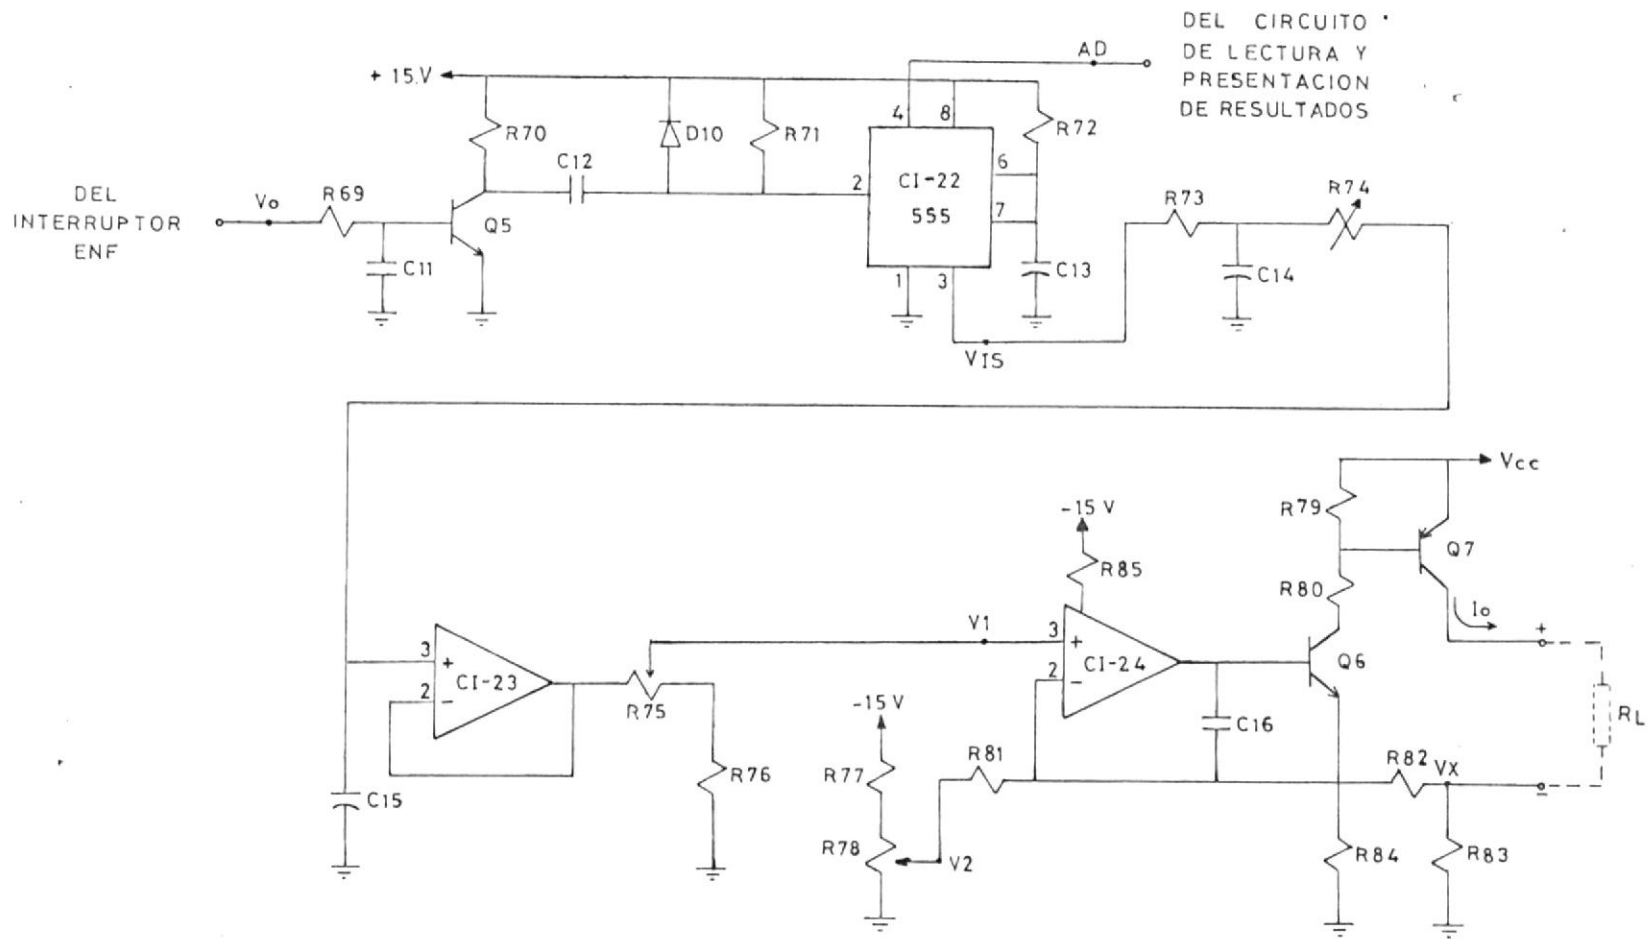 DEL CIRCUITO
DE LECTURA Y
PRESENTACION
DE RESULTADOS
AD
+ 15.V
4
8
R70
D10
R71
R72
C12
DEL
INTERRUPTOR
ENF
Vo
R69
Q5
C11
2
CI-22
555
6
7
1
3
C13
R73
R74
C14
VIS
Vcc
R79
Q7
-15 V
R85
R80
Io
+
V1
3
+
CI-24
2
-
Q6
3
+
CI-23
2
-
R75
-15 V
C16
RL
R77
R81
R82
VX
-
R76
C15
R78
V2
R84
R83